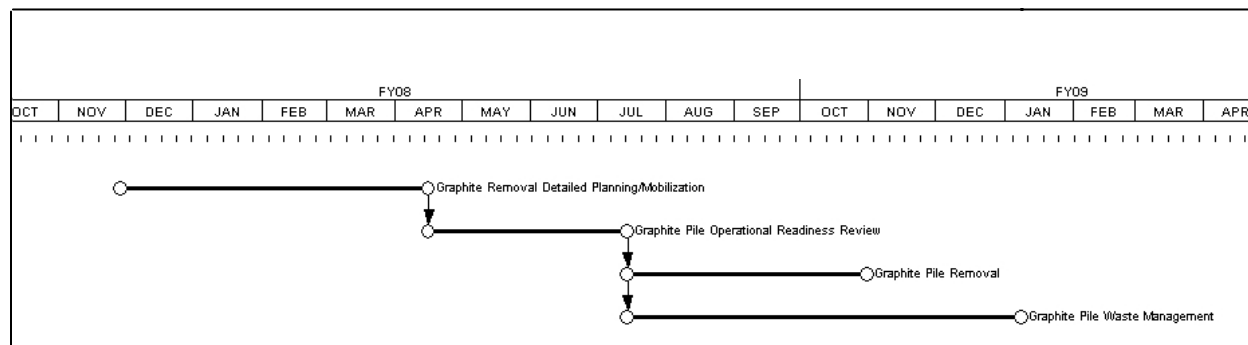 FY08 FY09
OCT NOV DEC JAN FEB MAR APR MAY JUN JUL AUG SEP OCT NOV DEC JAN FEB MAR APR
Graphite Removal Detailed Planning/Mobilization
Graphite Pile Operational Readiness Review
Graphite Pile Removal
Graphite Pile Waste Management